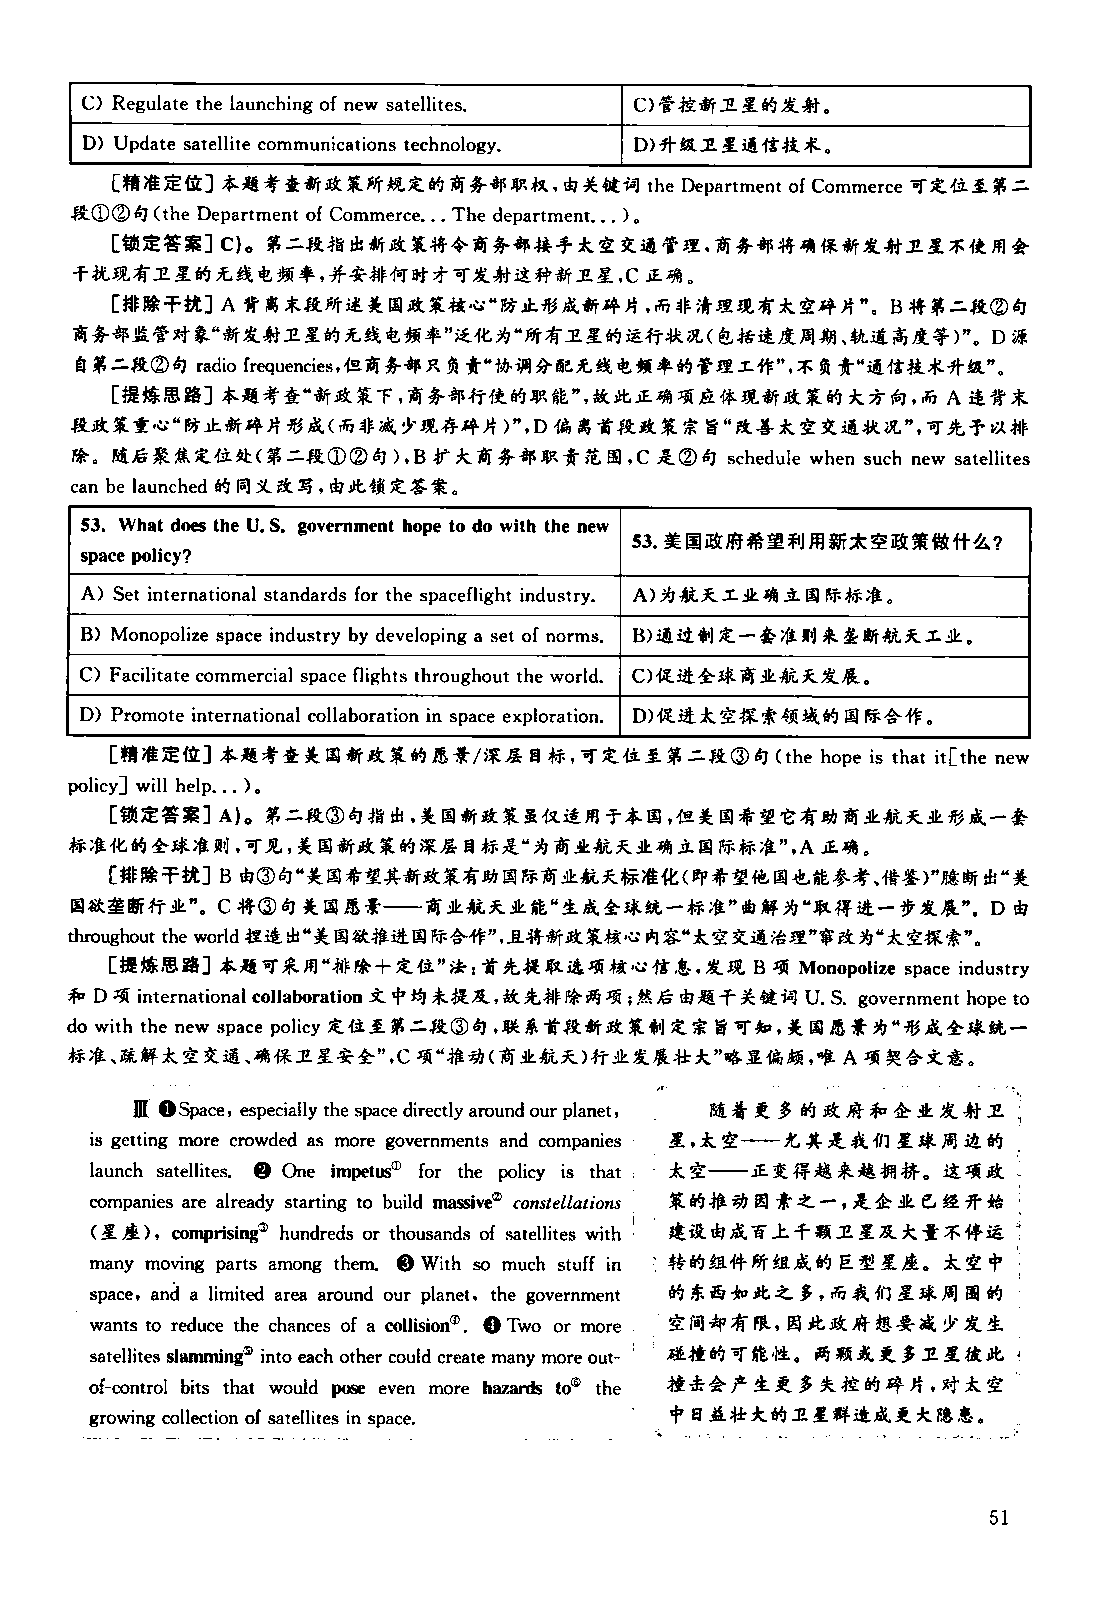 C) Regulate the launching of new satellites. C)管控新卫星的发射。
D) Update satellite communications technology. D)升级卫星通信技术。
[精准定位] 本题考查新政策所规定的商务部职权,由关键词 the Department of Commerce 可定位至第二
段①②句(the Department of Commerce... The department...)。
[锁定答案] C)。第二段指出新政策将令商务部接手太空交通管理,商务部将确保新发射卫星不使用会
干扰现有卫星的无线电频率,并安排何时才可发射这种新卫星,C 正确。
[排除干扰] A 背离末段所述美国政策核心“防止形成新碎片,而非清理现有太空碎片”。B 将第二段②句
商务部监管对象“新发射卫星的无线电频率”泛化为“所有卫星的运行状况(包括速度周期、轨道高度等)”。D 源
自第二段②句 radio frequencies,但商务部只负责“协调分配无线电频率的管理工作”,不负责“通信技术升级”。
[提炼思路] 本题考查“新政策下,商务部行使的职能”,故此正确项应体现新政策的大方向,而 A 违背末
段政策重心“防止新碎片形成(而非减少现存碎片)”,D 偏离首段政策宗旨“改善太空交通状况”,可先予以排
除。随后聚焦定位处(第二段①②句),B 扩大商务部职责范围,C 是②句 schedule when such new satellites
can be launched 的同义改写,由此锁定答案。
53. What does the U.S. government hope to do with the new
space policy?
53. 美国政府希望利用新太空政策做什么?
A) Set international standards for the spaceflight industry. A)为航天工业确立国际标准。
B) Monopolize space industry by developing a set of norms. B)通过制定一套准则来垄断航天工业。
C) Facilitate commercial space flights throughout the world. C)促进全球商业航天发展。
D) Promote international collaboration in space exploration. D)促进太空探索领域的国际合作。
[精准定位] 本题考查美国新政策的愿景/深层目标,可定位至第二段③句(the hope is that it[the new
policy] will help...)。
[锁定答案] A)。第二段③句指出,美国新政策虽仅适用于本国,但美国希望它有助商业航天业形成一套
标准化的全球准则,可见,美国新政策的深层目标是“为商业航天业确立国际标准”,A 正确。
[排除干扰] B 由③句“美国希望其新政策有助国际商业航天标准化(即希望他国也能参考、借鉴)”臆断出“美
国欲垄断行业”。C 将③句美国愿景——商业航天业能“生成全球统一标准”曲解为“取得进一步发展”。D 由
throughout the world 捏造出“美国欲推进国际合作”,且将新政策核心内容“太空交通治理”窜改为“太空探索”。
[提炼思路] 本题可采用“排除+定位”法:首先提取选项核心信息,发现 B 项 Monopolize space industry
和 D 项 international collaboration 文中均未提及,故先排除两项;然后由题干关键词 U.S. government hope to
do with the new space policy 定位至第二段③句,联系首段新政策制定宗旨可知,美国愿景为“形成全球统一
标准、疏解太空交通、确保卫星安全”,C 项“推动(商业航天)行业发展壮大”略显偏颇,唯 A 项契合文意。
Ⅲ ❶Space, especially the space directly around our planet,
is getting more crowded as more governments and companies
launch satellites. ❷ One impetus① for the policy is that
companies are already starting to build massive② constellations
(星座), comprising③ hundreds or thousands of satellites with
many moving parts among them. ❸ With so much stuff in
space, and a limited area around our planet, the government
wants to reduce the chances of a collision④. ❹ Two or more
satellites slamming⑤ into each other could create many more out-
of-control bits that would pose even more hazards to⑥ the
growing collection of satellites in space.
随着更多的政府和企业发射卫
星,太空——尤其是我们星球周边的
太空——正变得越来越拥挤。这项政
策的推动因素之一,是企业已经开始
建设由成百上千颗卫星及大量不停运
转的组件所组成的巨型星座。太空中
的东西如此之多,而我们星球周围的
空间却有限,因此政府想要减少发生
碰撞的可能性。两颗或更多卫星彼此
撞击会产生更多失控的碎片,对太空
中日益壮大的卫星群造成更大隐患。
51